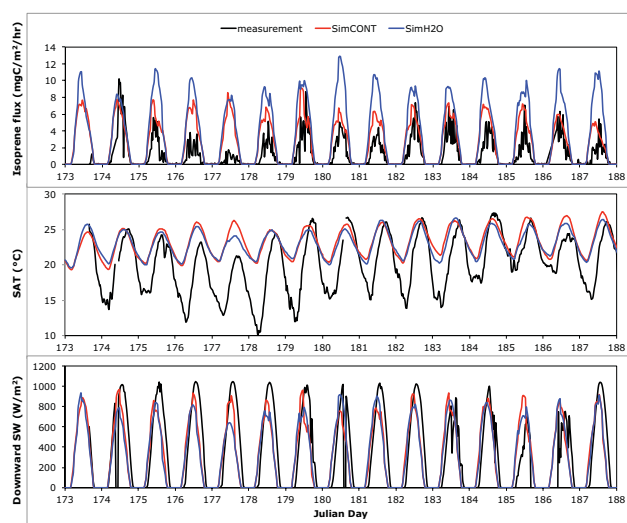 measurement SimCONT SimH2O
Isoprene flux (mgC/m²/hr)
14
12
10
8
6
4
2
0
173 174 175 176 177 178 179 180 181 182 183 184 185 186 187 188
SAT (°C)
30
25
20
15
10
173 174 175 176 177 178 179 180 181 182 183 184 185 186 187 188
Downward SW (W/m²)
1200
1000
800
600
400
200
0
173 174 175 176 177 178 179 180 181 182 183 184 185 186 187 188
Julian Day